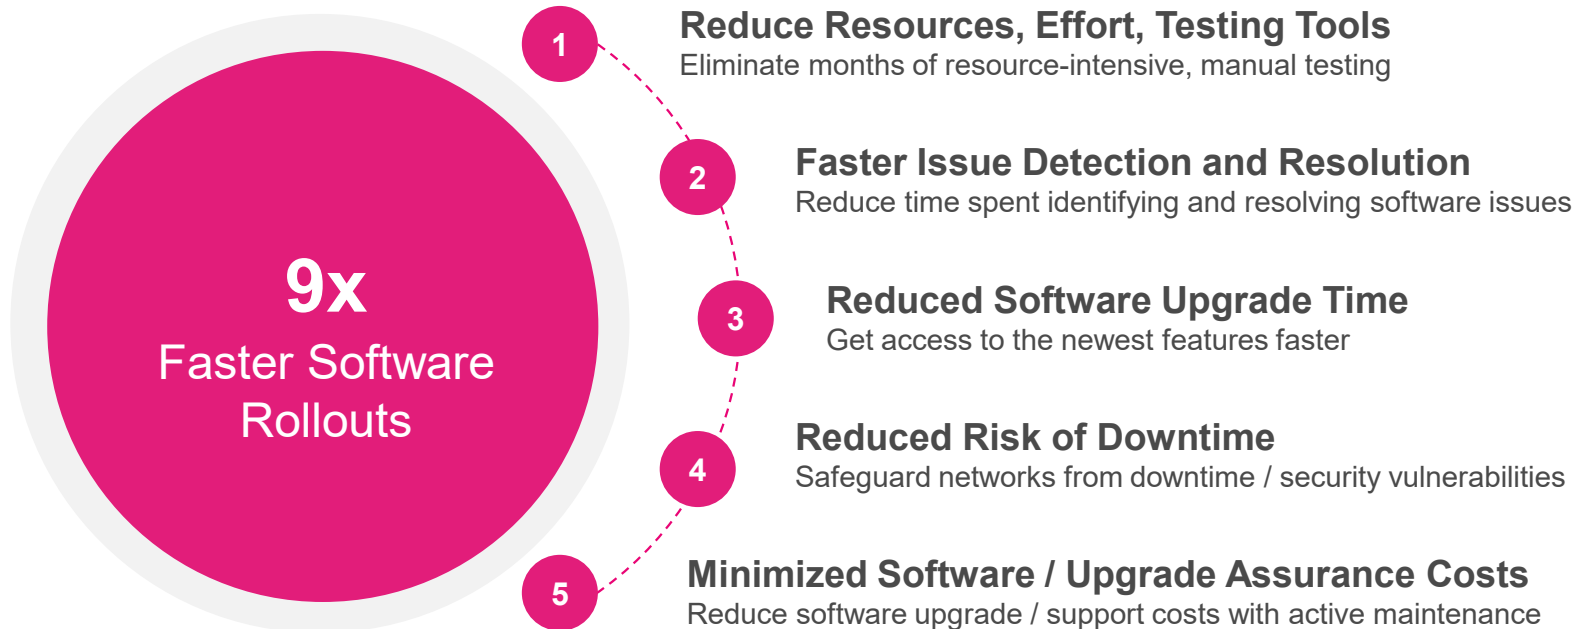 9x
Faster Software
Rollouts
1
Reduce Resources, Effort, Testing Tools
Eliminate months of resource-intensive, manual testing
2
Faster Issue Detection and Resolution
Reduce time spent identifying and resolving software issues
3
Reduced Software Upgrade Time
Get access to the newest features faster
4
Reduced Risk of Downtime
Safeguard networks from downtime / security vulnerabilities
5
Minimized Software / Upgrade Assurance Costs
Reduce software upgrade / support costs with active maintenance